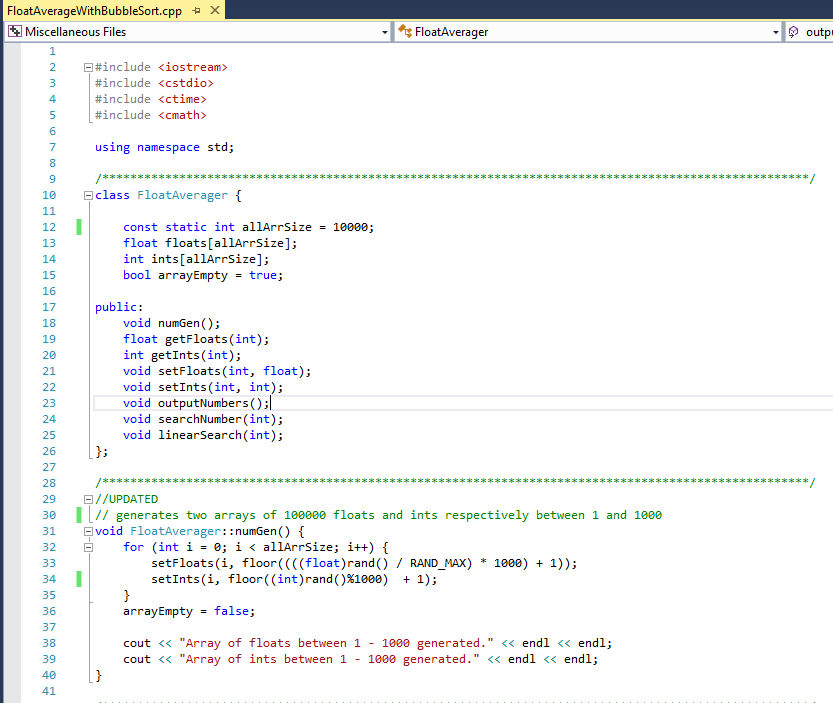 FloatAverageWithBubbleSort.cpp
Miscellaneous Files FloatAverager
1
2 #include <iostream>
3 #include <cstdio>
4 #include <ctime>
5 #include <cmath>
6
7 using namespace std;
8
9 /*****************************************************************************************************/
10 class FloatAverager {
11
12 const static int allArrSize = 10000;
13 float floats[allArrSize];
14 int ints[allArrSize];
15 bool arrayEmpty = true;
16
17 public:
18 void numGen();
19 float getFloats(int);
20 int getInts(int);
21 void setFloats(int, float);
22 void setInts(int, int);
23 void outputNumbers();
24 void searchNumber(int);
25 void linearSearch(int);
26 };
27
28 /*****************************************************************************************************/
29 //UPDATED
30 // generates two arrays of 100000 floats and ints respectively between 1 and 1000
31 void FloatAverager::numGen() {
32 for (int i = 0; i < allArrSize; i++) {
33 setFloats(i, floor((((float)rand() / RAND_MAX) * 1000) + 1));
34 setInts(i, floor((int)rand()%1000)  + 1);
35 }
36 arrayEmpty = false;
37
38 cout << "Array of floats between 1 - 1000 generated." << endl << endl;
39 cout << "Array of ints between 1 - 1000 generated." << endl << endl;
40 }
41